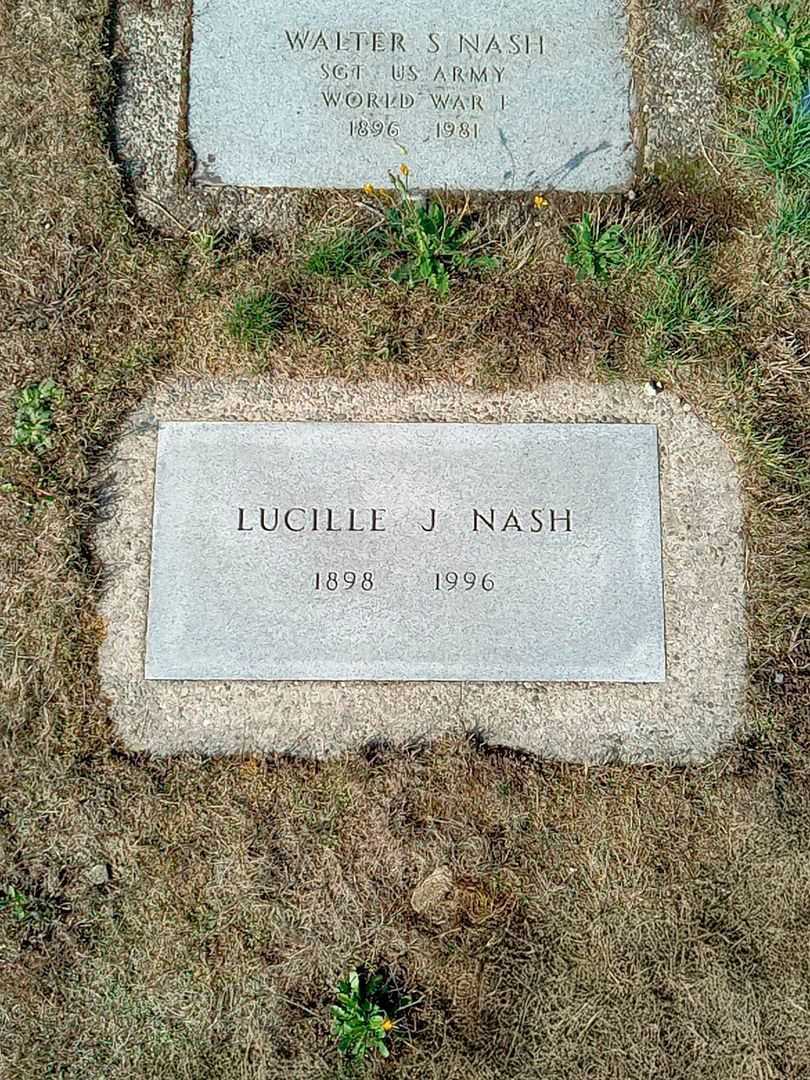 WALTER S NASH
SGT US ARMY
WORLD WAR I
1896 1981
LUCILLE J NASH
1898 1996